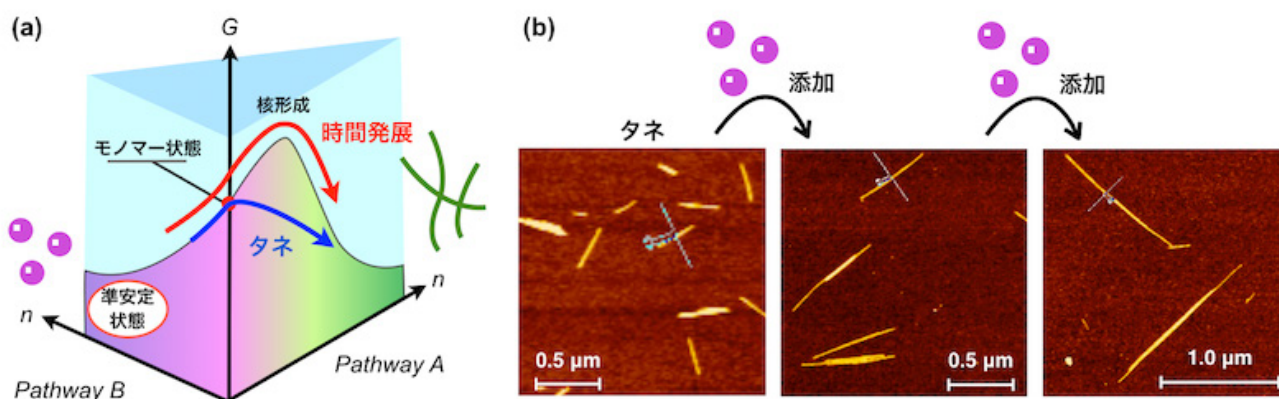 (a)
G
核形成
時間発展
モノマー状態
タネ
準安定
状態
n
n
Pathway B
Pathway A
(b)
添加
添加
タネ
0.5 μm
0.5 μm
1.0 μm